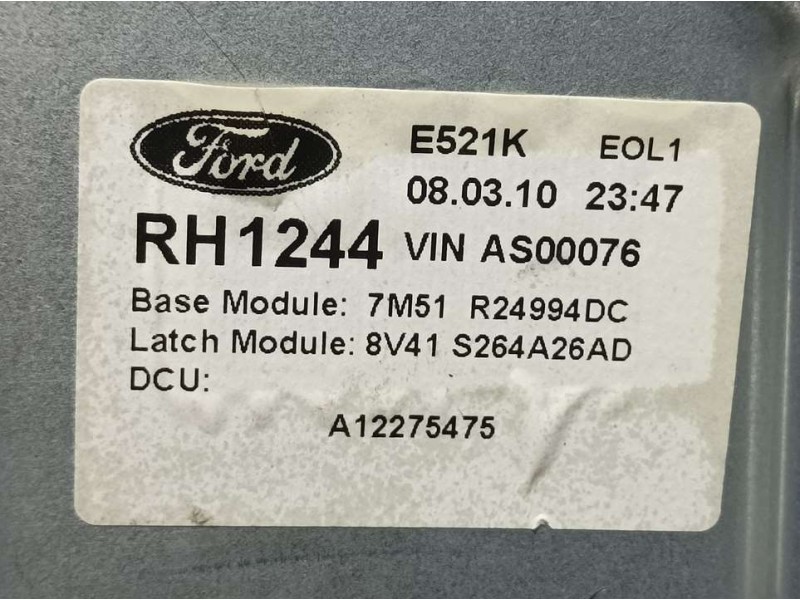 Ford E521K EOL1
08.03.10 23:47
RH1244 VIN AS00076
Base Module: 7M51 R24994DC
Latch Module: 8V41 S264A26AD
DCU:
A12275475